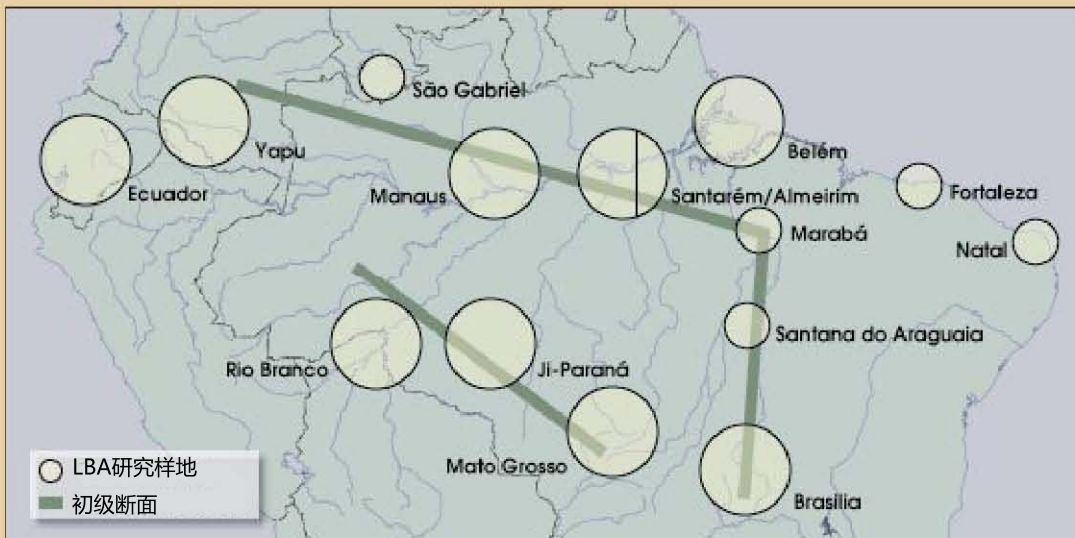 São Gabriel
Yapu
Belém
Ecuador
Manaus
Santarém/Almeirim
Fortaleza
Marabá
Natal
Santana do Araguaia
Rio Branco
Ji-Paraná
Mato Grosso
Brasília
LBA研究样地
初级断面